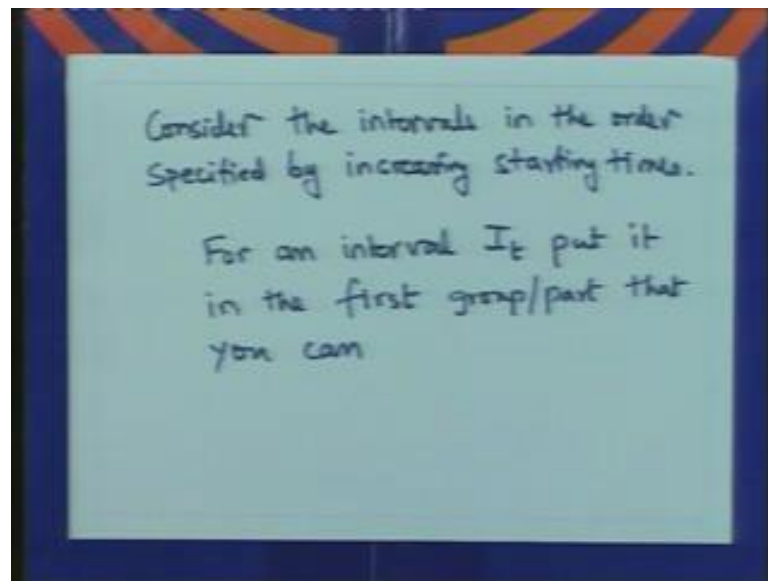 Consider the intervals in the order
specified by increasing starting times.
For an interval It put it
in the first group/part that
you can